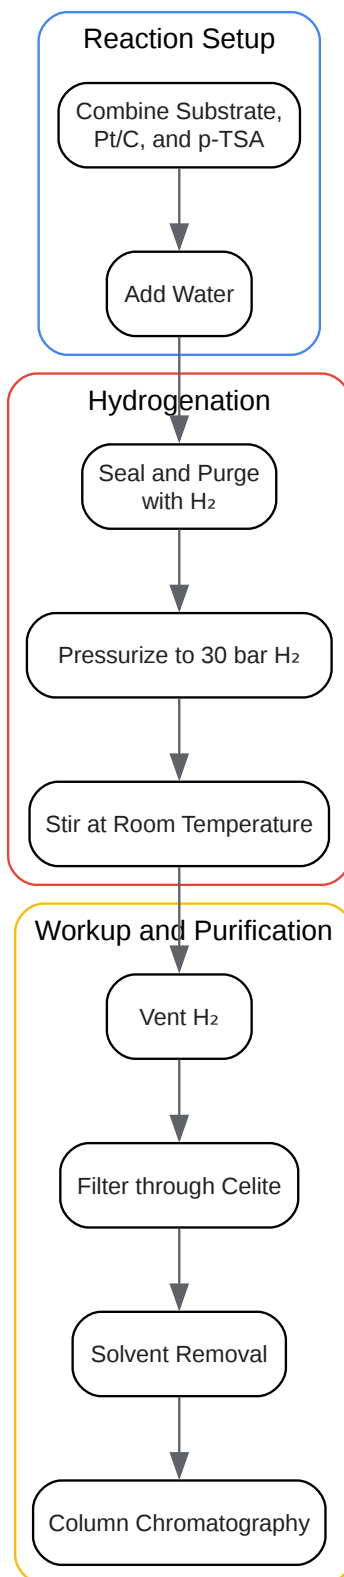 Reaction Setup
Combine Substrate,
Pt/C, and p-TSA
Add Water
Hydrogenation
Seal and Purge
with H₂
Pressurize to 30 bar H₂
Stir at Room Temperature
Workup and Purification
Vent H₂
Filter through Celite
Solvent Removal
Column Chromatography